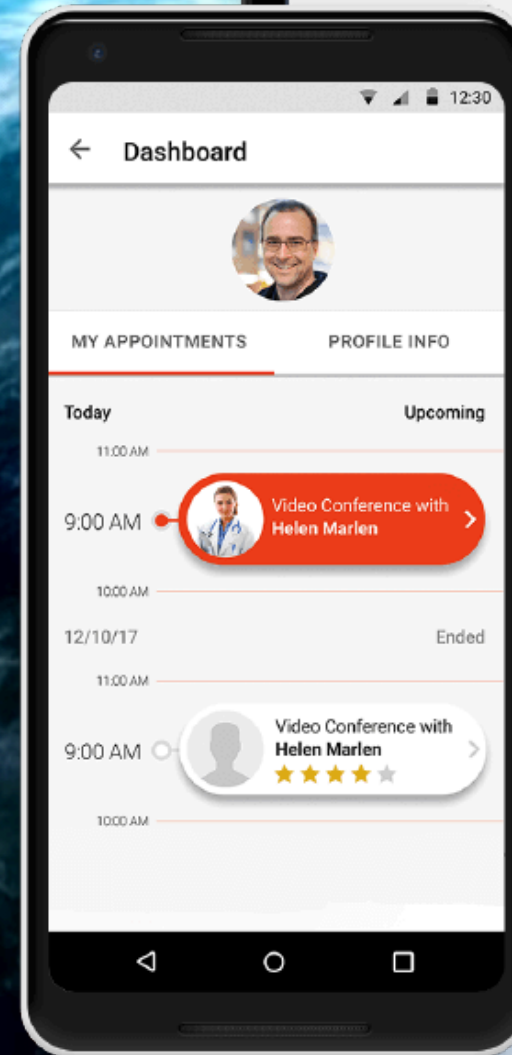 12:30
Dashboard
MY APPOINTMENTS PROFILE INFO
Today Upcoming
11:00 AM
9:00 AM Video Conference with
Helen Marlen
10:00 AM
12/10/17 Ended
11:00 AM
9:00 AM Video Conference with
Helen Marlen
10:00 AM